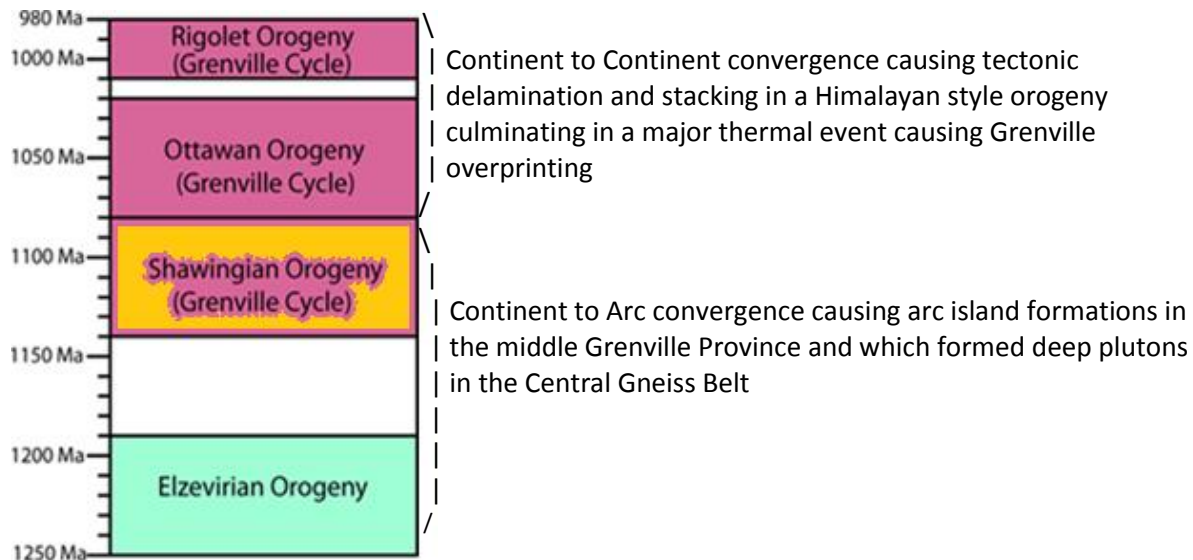 980 Ma
Rigolet Orogeny
(Grenville Cycle)
1000 Ma
Continent to Continent convergence causing tectonic
delamination and stacking in a Himalayan style orogeny
culminating in a major thermal event causing Grenville
overprinting
Ottawan Orogeny
(Grenville Cycle)
1050 Ma
1100 Ma
Shawingian Orogeny
(Grenville Cycle)
Continent to Arc convergence causing arc island formations in
the middle Grenville Province and which formed deep plutons
in the Central Gneiss Belt
1150 Ma
1200 Ma
Elzevirian Orogeny
1250 Ma